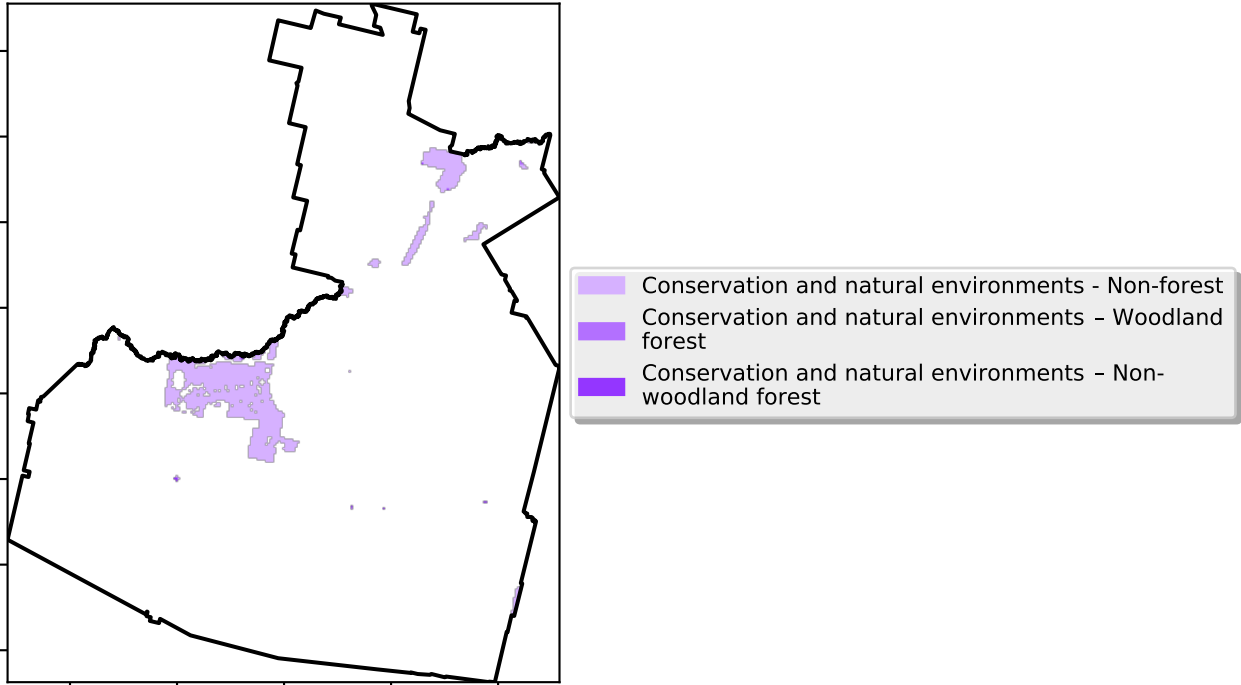 Conservation and natural environments - Non-forest
Conservation and natural environments – Woodland
forest
Conservation and natural environments – Non-
woodland forest